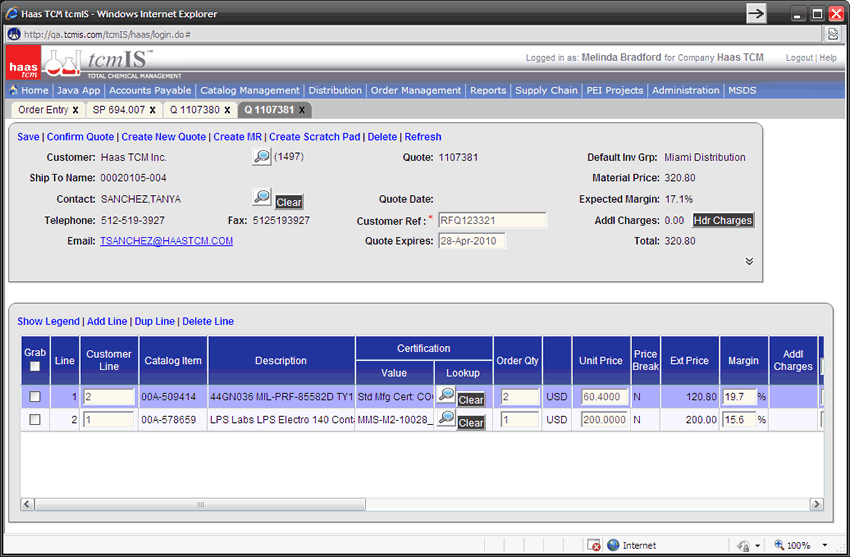 Haas TCM tcmIS - Windows Internet Explorer
http://qa.tcmis.com/tcmIS/haas/login.do#
haas tcm
tcmIS™
TOTAL CHEMICAL MANAGEMENT
Logged in as: Melinda Bradford for Company Haas TCM Logout | Help
Home | Java App | Accounts Payable | Catalog Management | Distribution | Order Management | Reports | Supply Chain | PEI Projects | Administration | MSDS
Order Entry x SP 694.007 x Q 1107380 x Q 1107381 x
Save | Confirm Quote | Create New Quote | Create MR | Create Scratch Pad | Delete | Refresh
Customer: Haas TCM Inc. (1497) Quote: 1107381 Default Inv Grp: Miami Distribution
Ship To Name: 00020105-004 Material Price: 320.80
Contact: SANCHEZ,TANYA Clear Quote Date: Expected Margin: 17.1%
Telephone: 512-519-3927 Fax: 5125193927 Customer Ref : * RFQ123321 Addl Charges: 0.00 Hdr Charges
Email: TSANCHEZ@HAASTCM.COM Quote Expires: 28-Apr-2010 Total: 320.80
Show Legend | Add Line | Dup Line | Delete Line
Grab Line Customer Line Catalog Item Description Certification Value Lookup Order Qty Unit Price Price Break Ext Price Margin Addl Charges
1 2 00A-509414 44GN036 MIL-PRF-85582D TY1 Std Mfg Cert: CO Clear 2 USD 60.4000 N 120.80 19.7 %
2 1 00A-578659 LPS Labs LPS Electro 140 Conta MMS-M2-10028_ Clear 1 USD 200.0000 N 200.00 15.6 %
Internet 100%